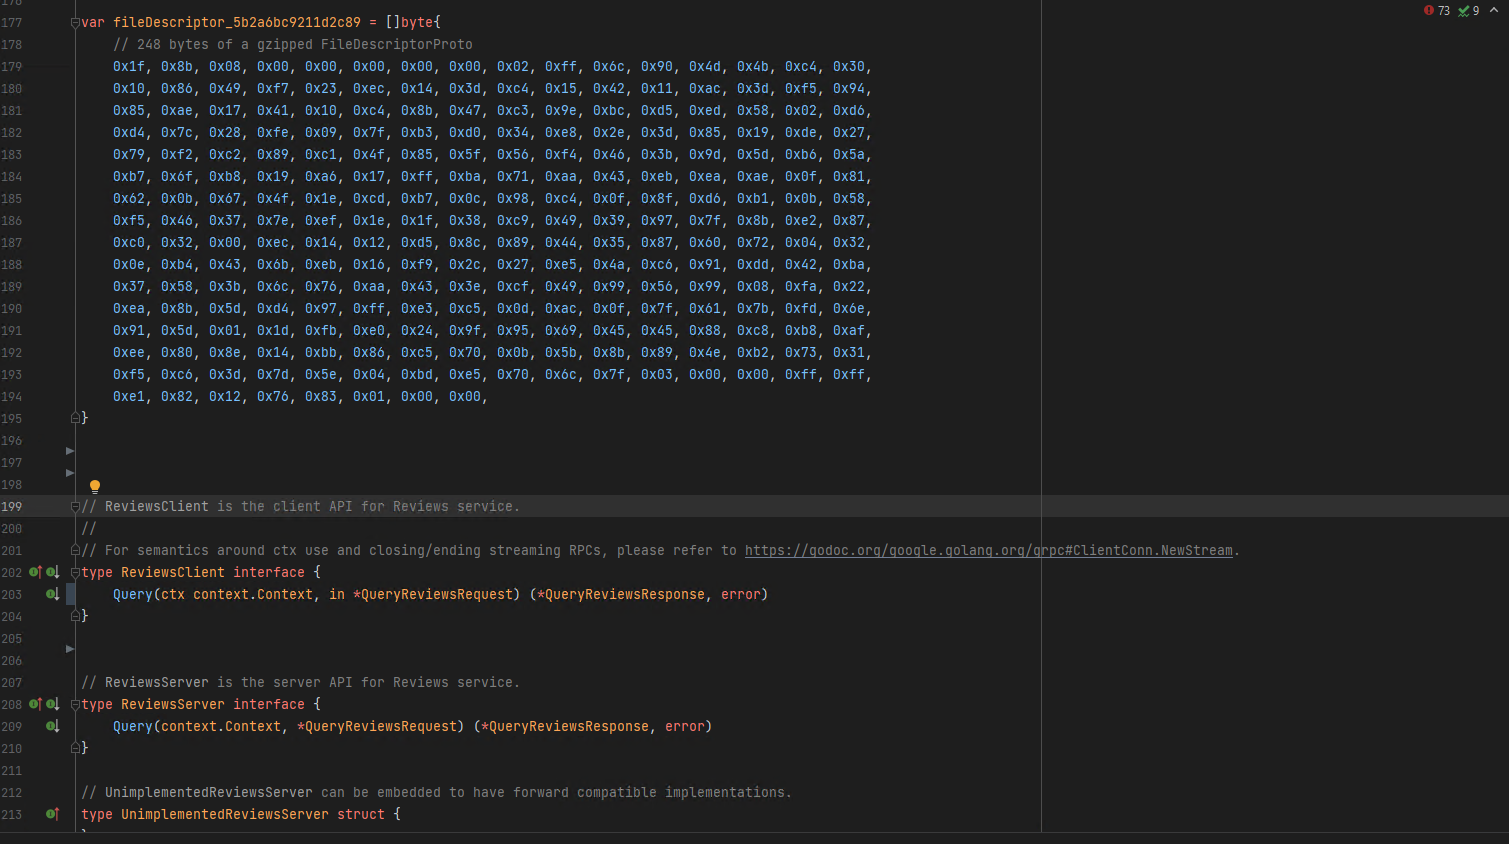 73 9
176
177 var fileDescriptor_5b2a6bc9211d2c89 = []byte{
178 // 248 bytes of a gzipped FileDescriptorProto
179 0x1f, 0x8b, 0x08, 0x00, 0x00, 0x00, 0x00, 0x00, 0x02, 0xff, 0x6c, 0x90, 0x4d, 0x4b, 0xc4, 0x30,
180 0x10, 0x86, 0x49, 0xf7, 0x23, 0xec, 0x14, 0x3d, 0xc4, 0x15, 0x42, 0x11, 0xac, 0x3d, 0xf5, 0x94,
181 0x85, 0xae, 0x17, 0x41, 0x10, 0xc4, 0x8b, 0x47, 0xc3, 0x9e, 0xbc, 0xd5, 0xed, 0x58, 0x02, 0xd6,
182 0xd4, 0x7c, 0x28, 0xfe, 0x09, 0x7f, 0xb3, 0xd0, 0x34, 0xe8, 0x2e, 0x3d, 0x85, 0x19, 0xde, 0x27,
183 0x79, 0xf2, 0xc2, 0x89, 0xc1, 0x4f, 0x85, 0x5f, 0x56, 0xf4, 0x46, 0x3b, 0x9d, 0x5d, 0xb6, 0x5a,
184 0xb7, 0x6f, 0xb8, 0x19, 0xa6, 0x17, 0xff, 0xba, 0x71, 0xaa, 0x43, 0xeb, 0xea, 0xae, 0x0f, 0x81,
185 0x62, 0x0b, 0x67, 0x4f, 0x1e, 0xcd, 0xb7, 0x0c, 0x98, 0xc4, 0x0f, 0x8f, 0xd6, 0xb1, 0x0b, 0x58,
186 0xf5, 0x46, 0x37, 0x7e, 0xef, 0x1e, 0x1f, 0x38, 0xc9, 0x49, 0x39, 0x97, 0x7f, 0x8b, 0xe2, 0x87,
187 0xc0, 0x32, 0x00, 0xec, 0x14, 0x12, 0xd5, 0x8c, 0x89, 0x44, 0x35, 0x87, 0x60, 0x72, 0x04, 0x32,
188 0x0e, 0xb4, 0x43, 0x6b, 0xeb, 0x16, 0xf9, 0x2c, 0x27, 0xe5, 0x4a, 0xc6, 0x91, 0xdd, 0x42, 0xba,
189 0x37, 0x58, 0x3b, 0x6c, 0x76, 0xaa, 0x43, 0x3e, 0xcf, 0x49, 0x99, 0x56, 0x99, 0x08, 0xfa, 0x22,
190 0xea, 0x8b, 0x5d, 0xd4, 0x97, 0xff, 0xe3, 0xc5, 0x0d, 0xac, 0x0f, 0x7f, 0x61, 0x7b, 0xfd, 0x6e,
191 0x91, 0x5d, 0x01, 0x1d, 0xfb, 0xe0, 0x24, 0x9f, 0x95, 0x69, 0x45, 0x45, 0x88, 0xc8, 0xb8, 0xaf,
192 0xee, 0x80, 0x8e, 0x14, 0xbb, 0x86, 0xc5, 0x70, 0x0b, 0x5b, 0x8b, 0x89, 0x4e, 0xb2, 0x73, 0x31,
193 0xf5, 0xc6, 0x3d, 0x7d, 0x5e, 0x04, 0xbd, 0xe5, 0x70, 0x6c, 0x7f, 0x03, 0x00, 0x00, 0xff, 0xff,
194 0xe1, 0x82, 0x12, 0x76, 0x83, 0x01, 0x00, 0x00,
195 }
196
197
198
199 // ReviewsClient is the client API for Reviews service.
200 //
201 // For semantics around ctx use and closing/ending streaming RPCs, please refer to https://godoc.org/google.golang.org/grpc#ClientConn.NewStream.
202 type ReviewsClient interface {
203 Query(ctx context.Context, in *QueryReviewsRequest) (*QueryReviewsResponse, error)
204 }
205
206
207 // ReviewsServer is the server API for Reviews service.
208 type ReviewsServer interface {
209 Query(context.Context, *QueryReviewsRequest) (*QueryReviewsResponse, error)
210 }
211
212 // UnimplementedReviewsServer can be embedded to have forward compatible implementations.
213 type UnimplementedReviewsServer struct {